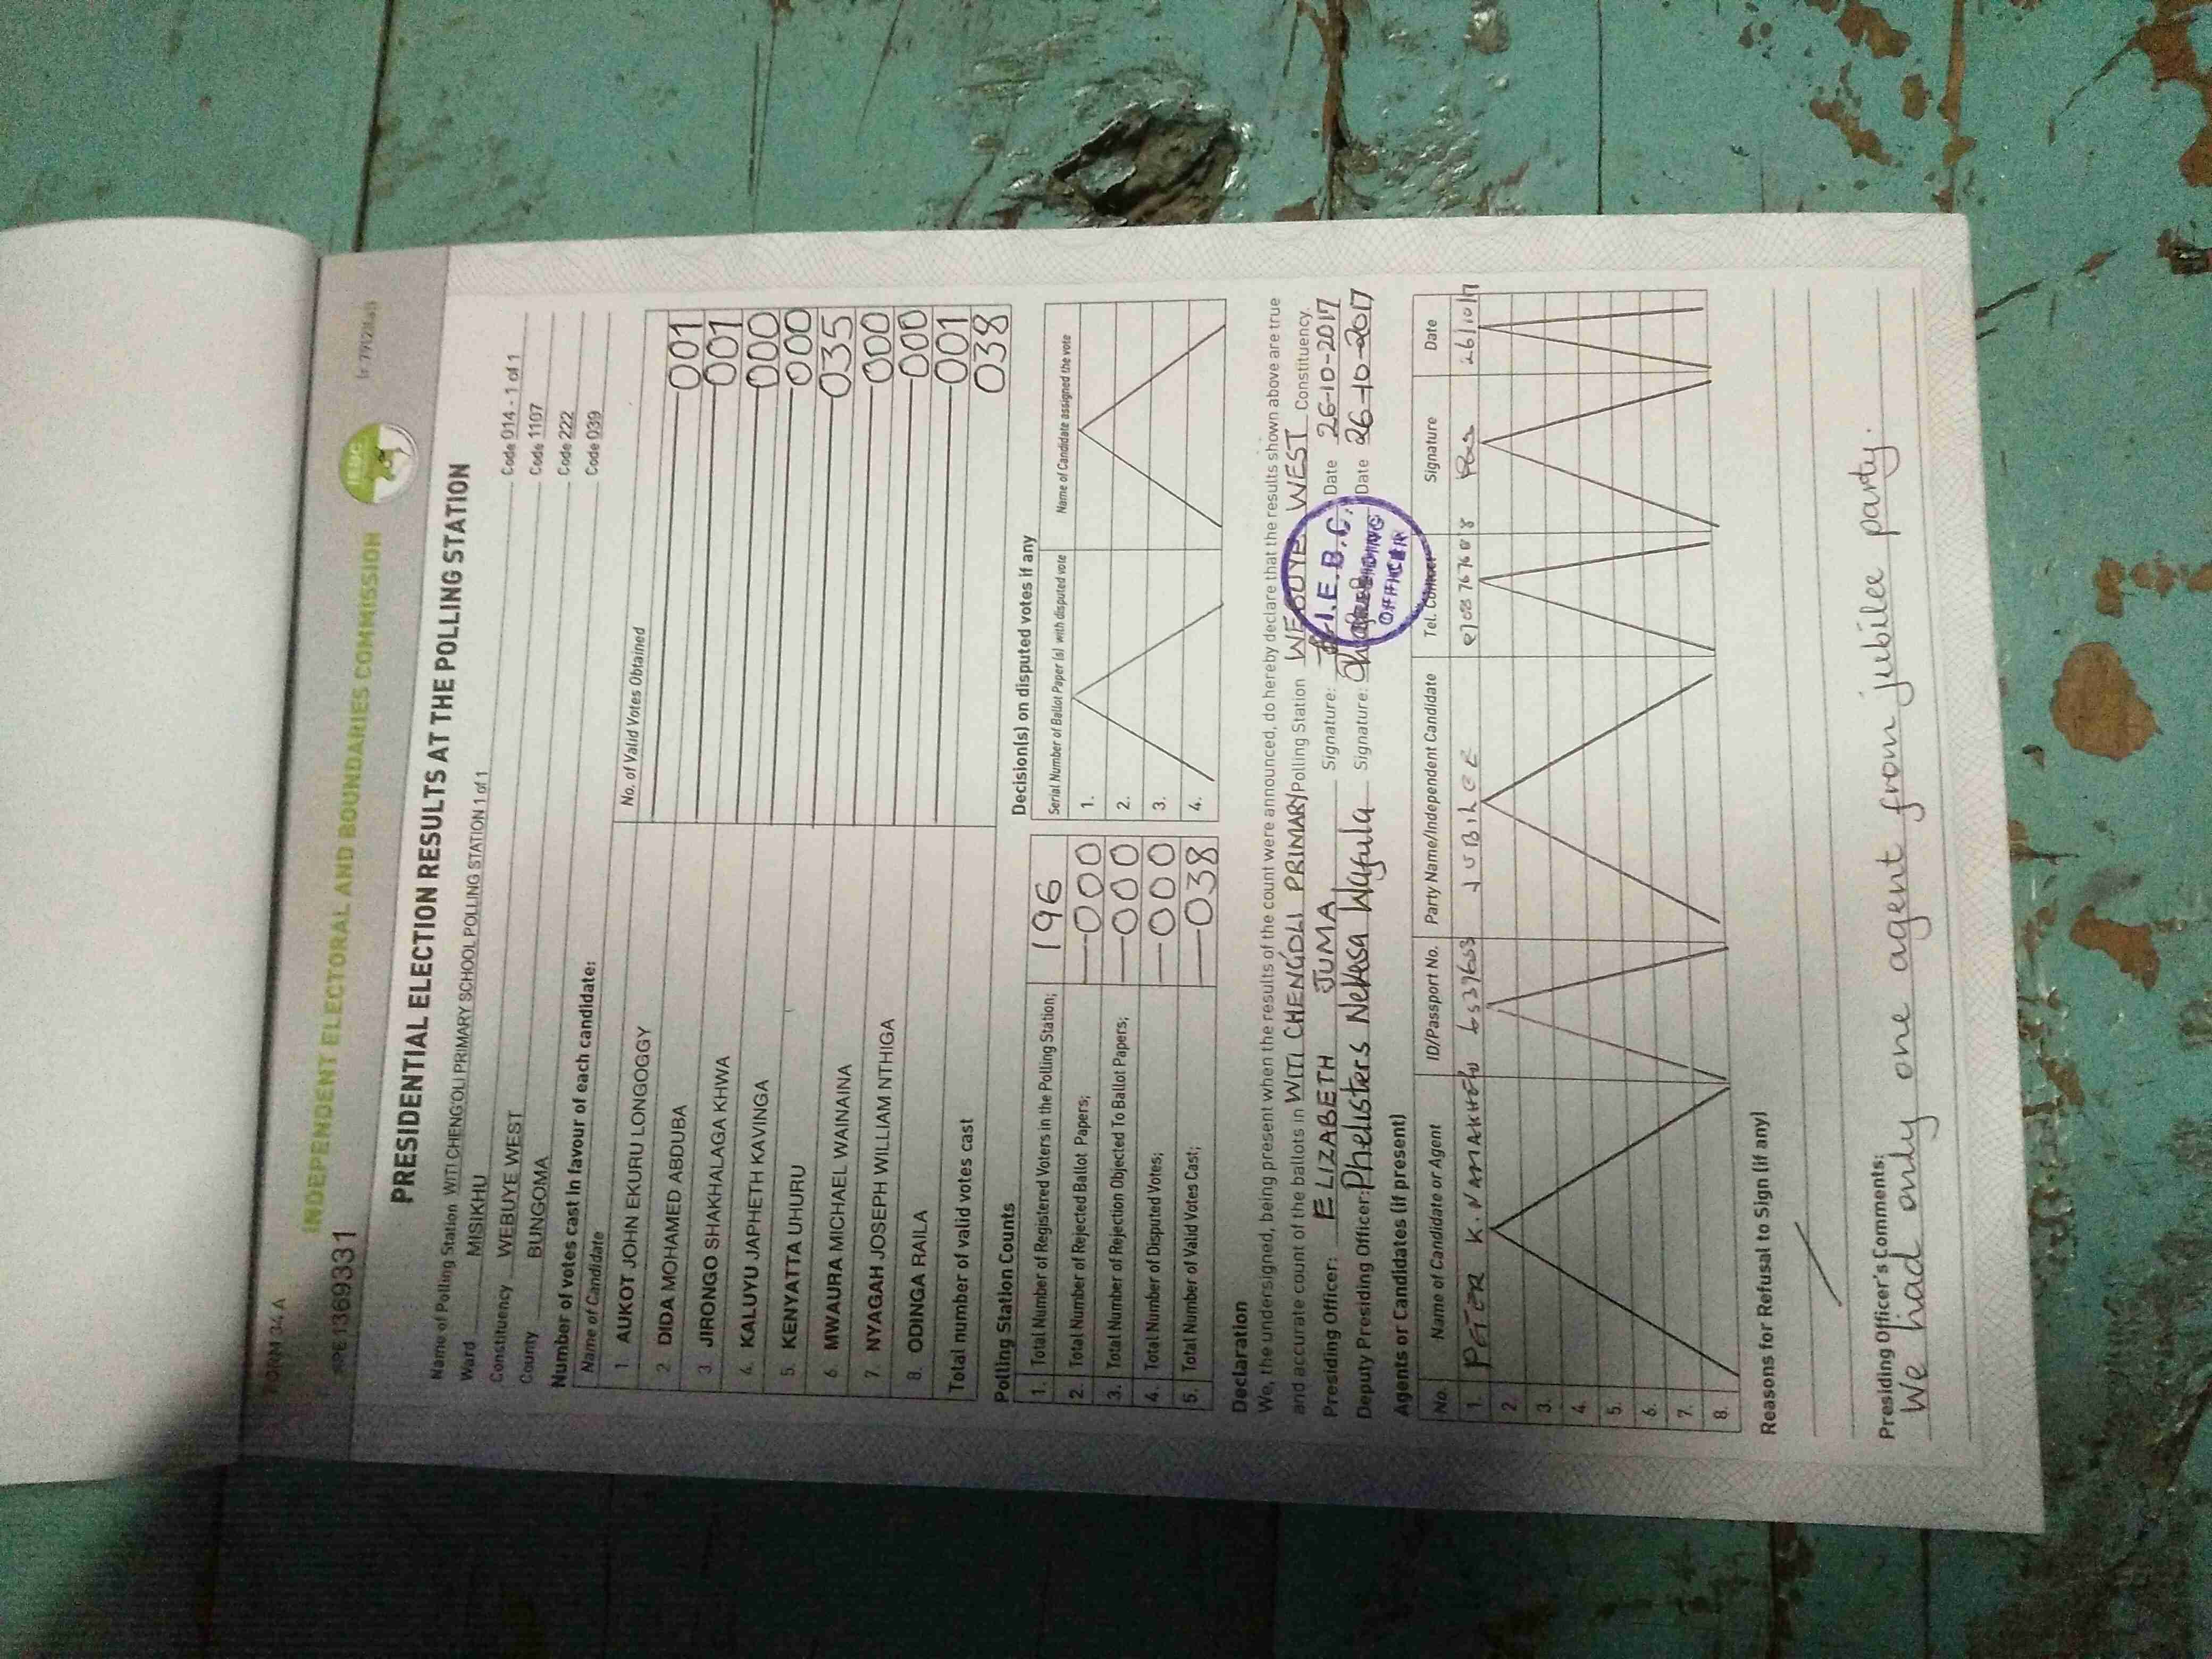 FORM 34A
INDEPENDENT ELECTORAL AND BOUNDARIES COMMISSION
IEBC
#PE1369331
PRESIDENTIAL ELECTION RESULTS AT THE POLLING STATION
Name of Polling Station WITI CHENG'OLI PRIMARY SCHOOL POLLING STATION 1 of 1 Code 014 - 1 of 1
Ward MISIKHU Code 1107
Constituency WEBUYE WEST Code 222
County BUNGOMA Code 039
Number of votes cast in favour of each candidate:
Name of Candidate No. of Valid Votes Obtained
1 AUKOT JOHN EKURU LONGOGGY 001
2 DIDA MOHAMED ABDUBA 001
3 JIRONGO SHAKHALAGA KHWA 000
4. KALUYU JAPHETH KAVINGA 000
5. KENYATTA UHURU 035
6 MWAURA MICHAEL WAINAINA 000
7. NYAGAH JOSEPH WILLIAM NTHIGA 000
8. ODINGA RAILA 001
Total number of valid votes cast 038
Polling Station Counts
1. Total Number of Registered Voters in the Polling Station; 196
2. Total Number of Rejected Ballot Papers; 000
3. Total Number of Rejection Objected To Ballot Papers; 000
4. Total Number of Disputed Votes; 000
5. Total Number of Valid Votes Cast; 038
Decision(s) on disputed votes if any
Serial Number of Ballot Paper (s) with disputed vote Name of Candidate assigned the vote
1.
2.
3.
4.
Declaration
We, the undersigned, being present when the results of the count were announced, do hereby declare that the results shown above are true
and accurate count of the ballots in WITI CHENG'OLI PRIMARY Polling Station WEBUYE WEST Constituency.
Presiding Officer: ELIZABETH JUMA Signature: Date 26-10-2017
Deputy Presiding Officer: Phelisters Nekesa Wafula Signature: Date 26-10-2017
I.E.B.C.
PRESIDING
OFFICER
Agents or Candidates (if present)
No. Name of Candidate or Agent ID/Passport No. Party Name/Independent Candidate Tel. Contact Signature Date
1. PETER K. JUBILEE 26/10/17
2.
3.
4.
5.
6.
7.
8.
Reasons for Refusal to Sign (if any)
Presiding Officer's Comments:
We had only one agent from jubilee party.